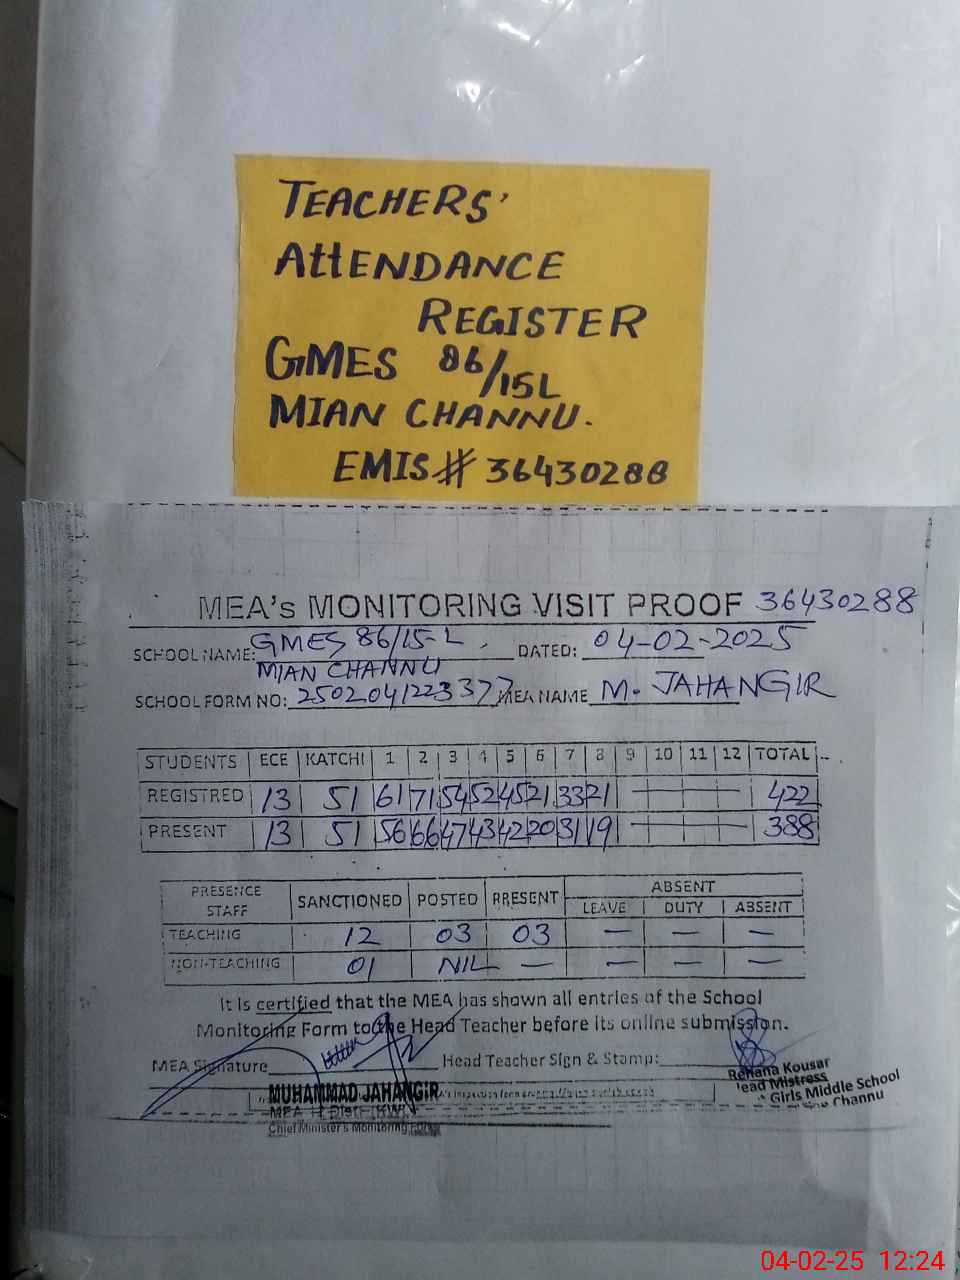 TEACHERS'
ATTENDANCE
REGISTER
GMES 86/15L
MIAN CHANNU.
EMIS# 36430288
MEA's MONITORING VISIT PROOF 36430288
SCHOOL NAME: GMES 86/15-L, MIAN CHANNU DATED: 04-02-2025
SCHOOL FORM NO: 2502041223377 MEA NAME M. JAHANGIR
STUDENTS ECE KATCHI 1 2 3 4 5 6 7 8 9 10 11 12 TOTAL
REGISTRED 13 51 61 71 54 52 45 21 33 21 422
PRESENT 13 51 56 66 47 43 42 20 31 19 388
PRESENCE STAFF SANCTIONED POSTED PRESENT ABSENT
LEAVE DUTY ABSENT
TEACHING 12 03 03 — — —
NON-TEACHING 01 NIL — — — —
It is certified that the MEA has shown all entries of the School
Monitoring Form to the Head Teacher before its online submission.
MEA Signature Head Teacher Sign & Stamp:
Rehana Kousar
Head Mistress
Girls Middle School
Channu
MUHAMMAD JAHANGIR
MEA
Chief Minister's Monitoring
04-02-25 12:24